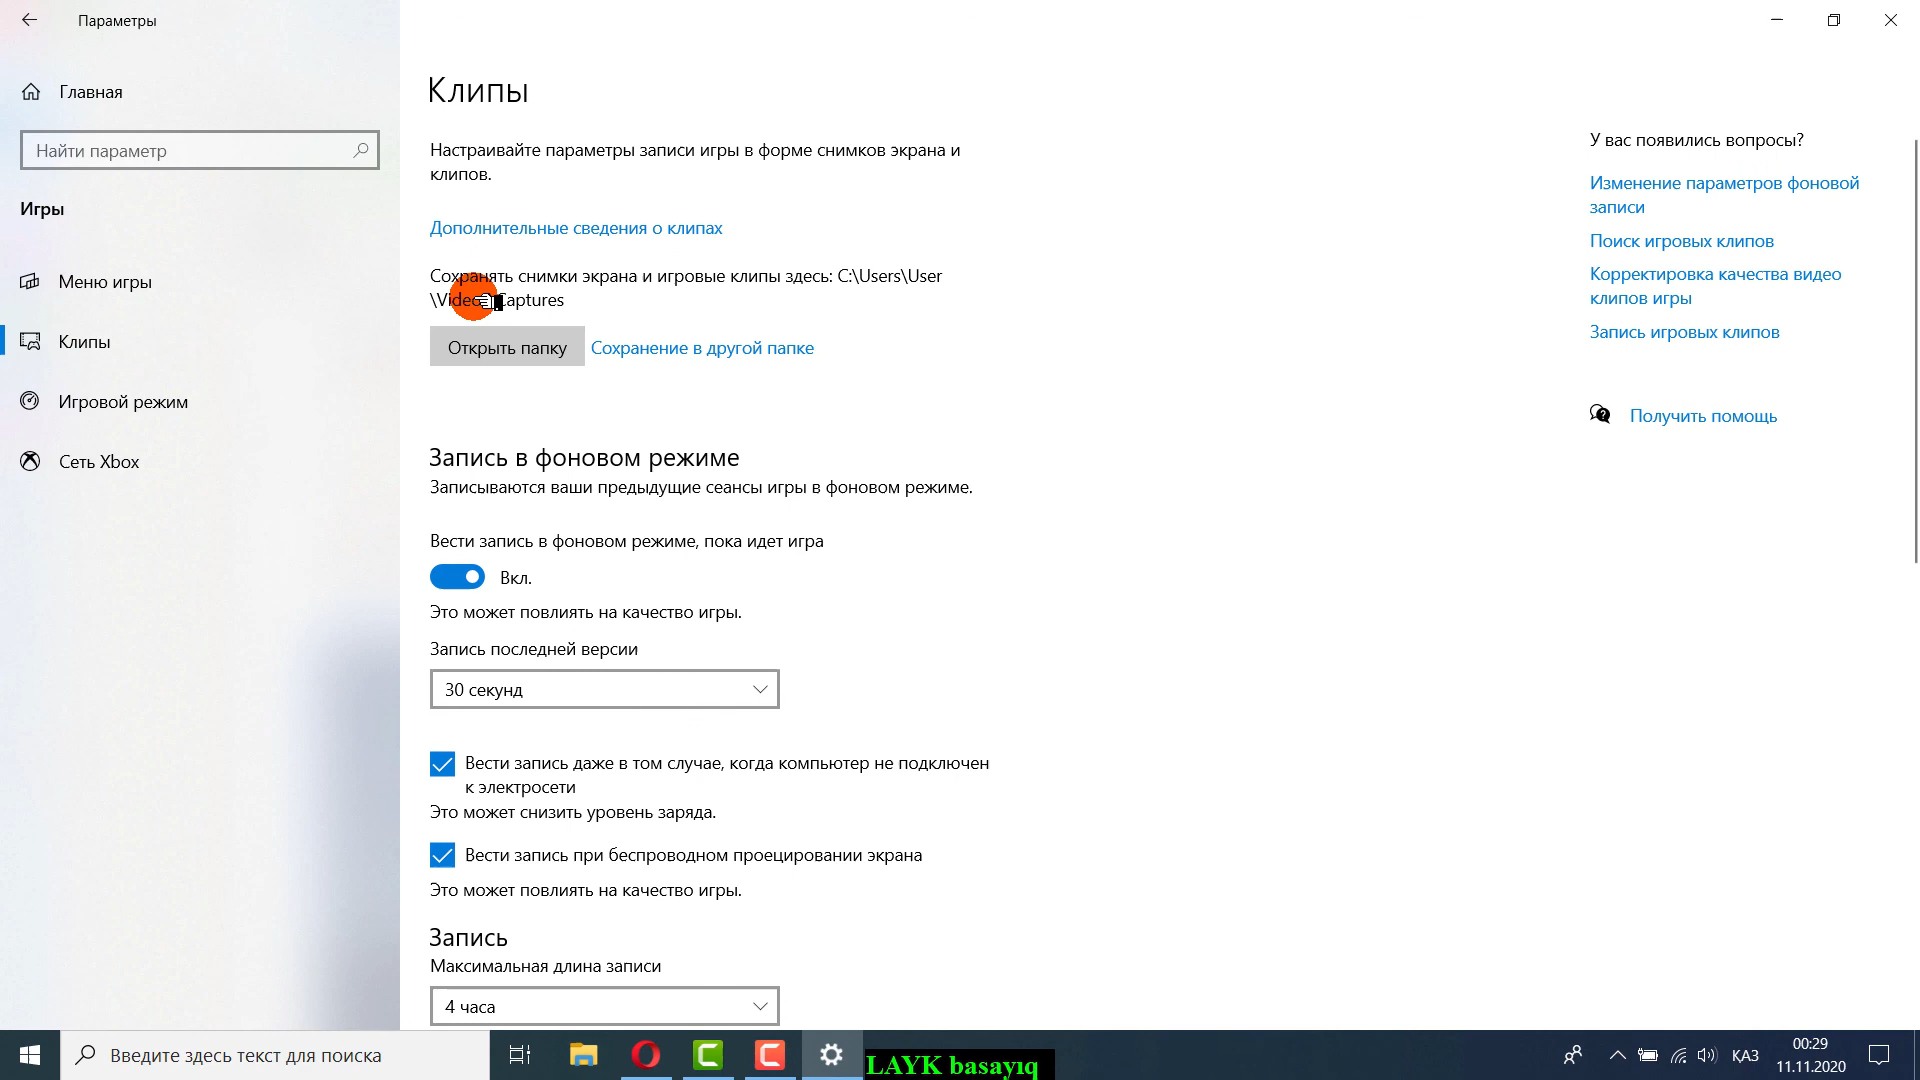 Параметры
Главная
Найти параметр
Игры
Меню игры
Клипы
Игровой режим
Сеть Xbox
Клипы
Настраивайте параметры записи игры в форме снимков экрана и
клипов.
Дополнительные сведения о клипах
Сохранять снимки экрана и игровые клипы здесь: C:\Users\User
\Videos\Captures
Открыть папку
Сохранение в другой папке
Запись в фоновом режиме
Записываются ваши предыдущие сеансы игры в фоновом режиме.
Вести запись в фоновом режиме, пока идет игра
Вкл.
Это может повлиять на качество игры.
Запись последней версии
30 секунд
Вести запись даже в том случае, когда компьютер не подключен
к электросети
Это может снизить уровень заряда.
Вести запись при беспроводном проецировании экрана
Это может повлиять на качество игры.
Запись
Максимальная длина записи
4 часа
У вас появились вопросы?
Изменение параметров фоновой
записи
Поиск игровых клипов
Корректировка качества видео
клипов игры
Запись игровых клипов
Получить помощь
Введите здесь текст для поиска
LAYK basayıq
ҚАЗ
00:29
11.11.2020